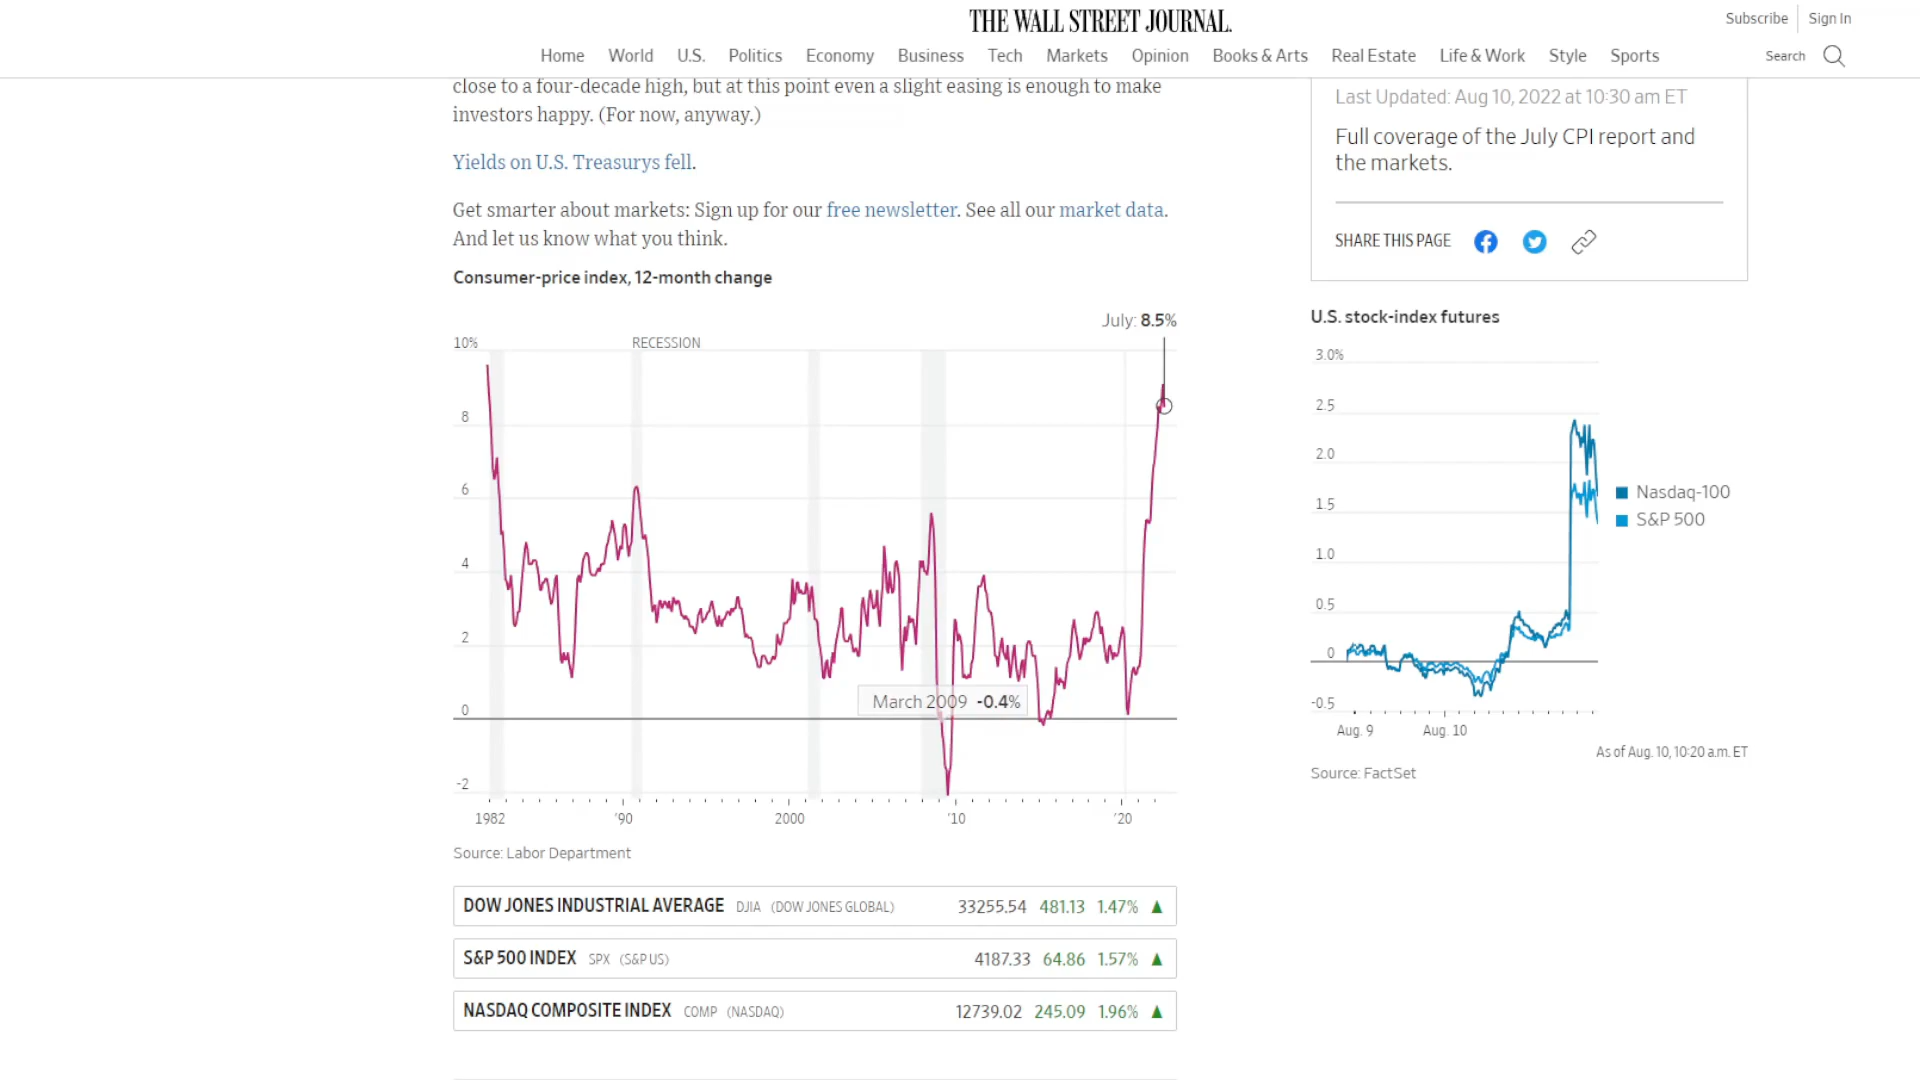 THE WALL STREET JOURNAL.
Subscribe Sign In
Home World U.S. Politics Economy Business Tech Markets Opinion Books & Arts Real Estate Life & Work Style Sports Search
close to a four-decade high, but at this point even a slight easing is enough to make
investors happy. (For now, anyway.)
Yields on U.S. Treasurys fell.
Get smarter about markets: Sign up for our free newsletter. See all our market data.
And let us know what you think.
Consumer-price index, 12-month change
July: 8.5%
10%
RECESSION
8
6
4
2
March 2009 -0.4%
0
-2
1982 '90 2000 '10 '20
Source: Labor Department
DOW JONES INDUSTRIAL AVERAGE DJIA (DOW JONES GLOBAL) 33255.54 481.13 1.47% ▲
S&P 500 INDEX SPX (S&P US) 4187.33 64.86 1.57% ▲
NASDAQ COMPOSITE INDEX COMP (NASDAQ) 12739.02 245.09 1.96% ▲
Last Updated: Aug 10, 2022 at 10:30 am ET
Full coverage of the July CPI report and
the markets.
SHARE THIS PAGE
U.S. stock-index futures
3.0%
2.5
2.0
1.5
1.0
0.5
0
-0.5
Nasdaq-100
S&P 500
Aug. 9 Aug. 10
As of Aug. 10, 10:20 a.m. ET
Source: FactSet